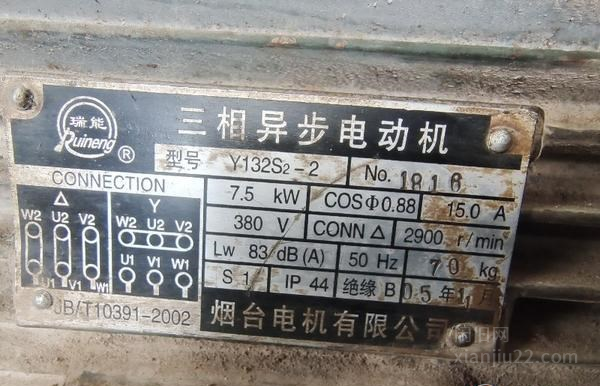 瑞能
Ruineng®
三相异步电动机
型号 Y132S2-2 No. 1816
CONNECTION
△ Y
W2 U2 V2 W2 U2 V2
U1 V1 W1
U1 V1 W1
7.5 kW COSΦ0.88 15.0 A
380 V CONN △ 2900 r/min
Lw 83 dB(A) 50 Hz 70 kg
S1 IP 44 绝缘 B 05年11月
JB/T10391-2002
烟台电机有限公司
xianjiu22.com